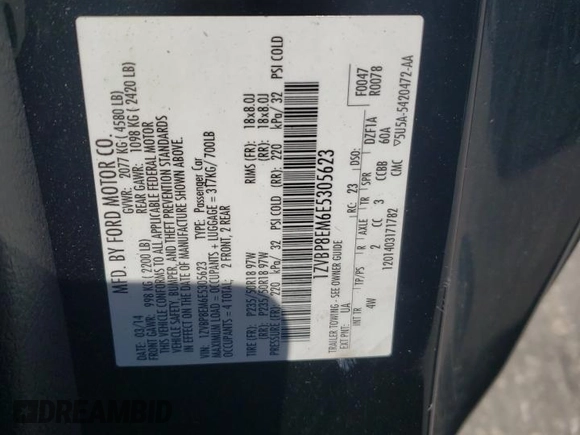 MFD. BY FORD MOTOR CO.
DATE: 03/14 GVWR: 2077 KG ( 4580 LB)
FRONT GAWR: 998 KG ( 2200 LB) REAR GAWR: 1098 KG ( 2420 LB)
THIS VEHICLE CONFORMS TO ALL APPLICABLE FEDERAL MOTOR
VEHICLE SAFETY, BUMPER, AND THEFT PREVENTION STANDARDS
IN EFFECT ON THE DATE OF MANUFACTURE SHOWN ABOVE.
VIN: 1ZVBP8EM6E5305623 TYPE: Passenger Car
MAXIMUM LOAD = OCCUPANTS + LUGGAGE = 317KG/ 700LB
OCCUPANTS = 4 TOTAL: 2 FRONT, 2 REAR
TIRE (FR): P235/50R18 97W RIMS (FR): 18x8.0J
(RR): P235/50R18 97W (RR): 18x8.0J
PRESSURE (FR): 220 kPa/ 32 PSI COLD (RR) 220 kPa/ 32 PSI COLD
1ZVBP8EM6E5305623
TRAILER TOWING - SEE OWNER GUIDE F0047
R0078
EXT PNT: UA RC: 23 DSO:
INT TR TP/PS R AXLE TR SPR DZF1A
4W 2 CC 3 CCBB 60A
1201403171782 CMC 5U5A-5420472-AA
DREAMBID.COM